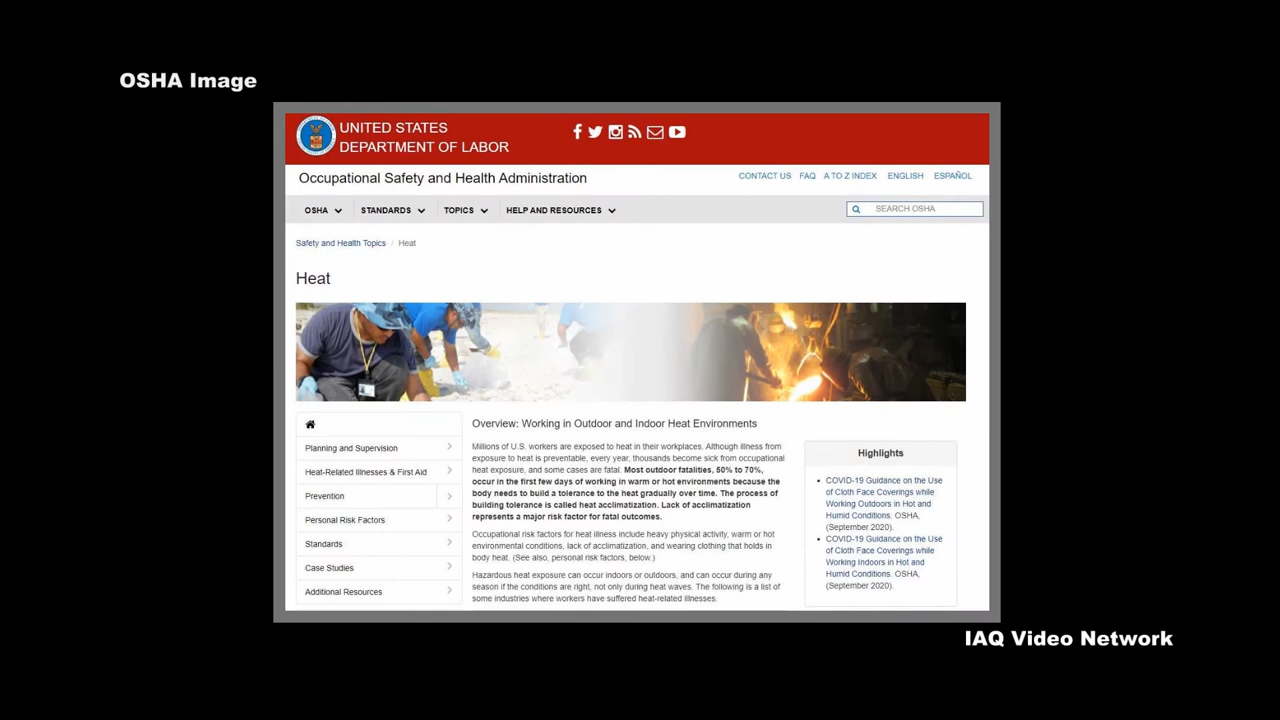 OSHA Image
UNITED STATES
DEPARTMENT OF LABOR
Occupational Safety and Health Administration
CONTACT US FAQ A TO Z INDEX ENGLISH ESPAÑOL
OSHA STANDARDS TOPICS HELP AND RESOURCES
SEARCH OSHA
Safety and Health Topics / Heat
Heat
Planning and Supervision
Heat-Related Illnesses & First Aid
Prevention
Personal Risk Factors
Standards
Case Studies
Additional Resources
Overview: Working in Outdoor and Indoor Heat Environments
Millions of U.S. workers are exposed to heat in their workplaces. Although illness from
exposure to heat is preventable, every year, thousands become sick from occupational
heat exposure, and some cases are fatal. Most outdoor fatalities, 50% to 70%,
occur in the first few days of working in warm or hot environments because the
body needs to build a tolerance to the heat gradually over time. The process of
building tolerance is called heat acclimatization. Lack of acclimatization
represents a major risk factor for fatal outcomes.
Occupational risk factors for heat illness include heavy physical activity, warm or hot
environmental conditions, lack of acclimatization, and wearing clothing that holds in
body heat. (See also, personal risk factors, below.)
Hazardous heat exposure can occur indoors or outdoors, and can occur during any
season if the conditions are right, not only during heat waves. The following is a list of
some industries where workers have suffered heat-related illnesses.
Highlights
COVID-19 Guidance on the Use
of Cloth Face Coverings while
Working Outdoors in Hot and
Humid Conditions. OSHA,
(September 2020).
COVID-19 Guidance on the Use
of Cloth Face Coverings while
Working Indoors in Hot and
Humid Conditions. OSHA,
(September 2020).
IAQ Video Network